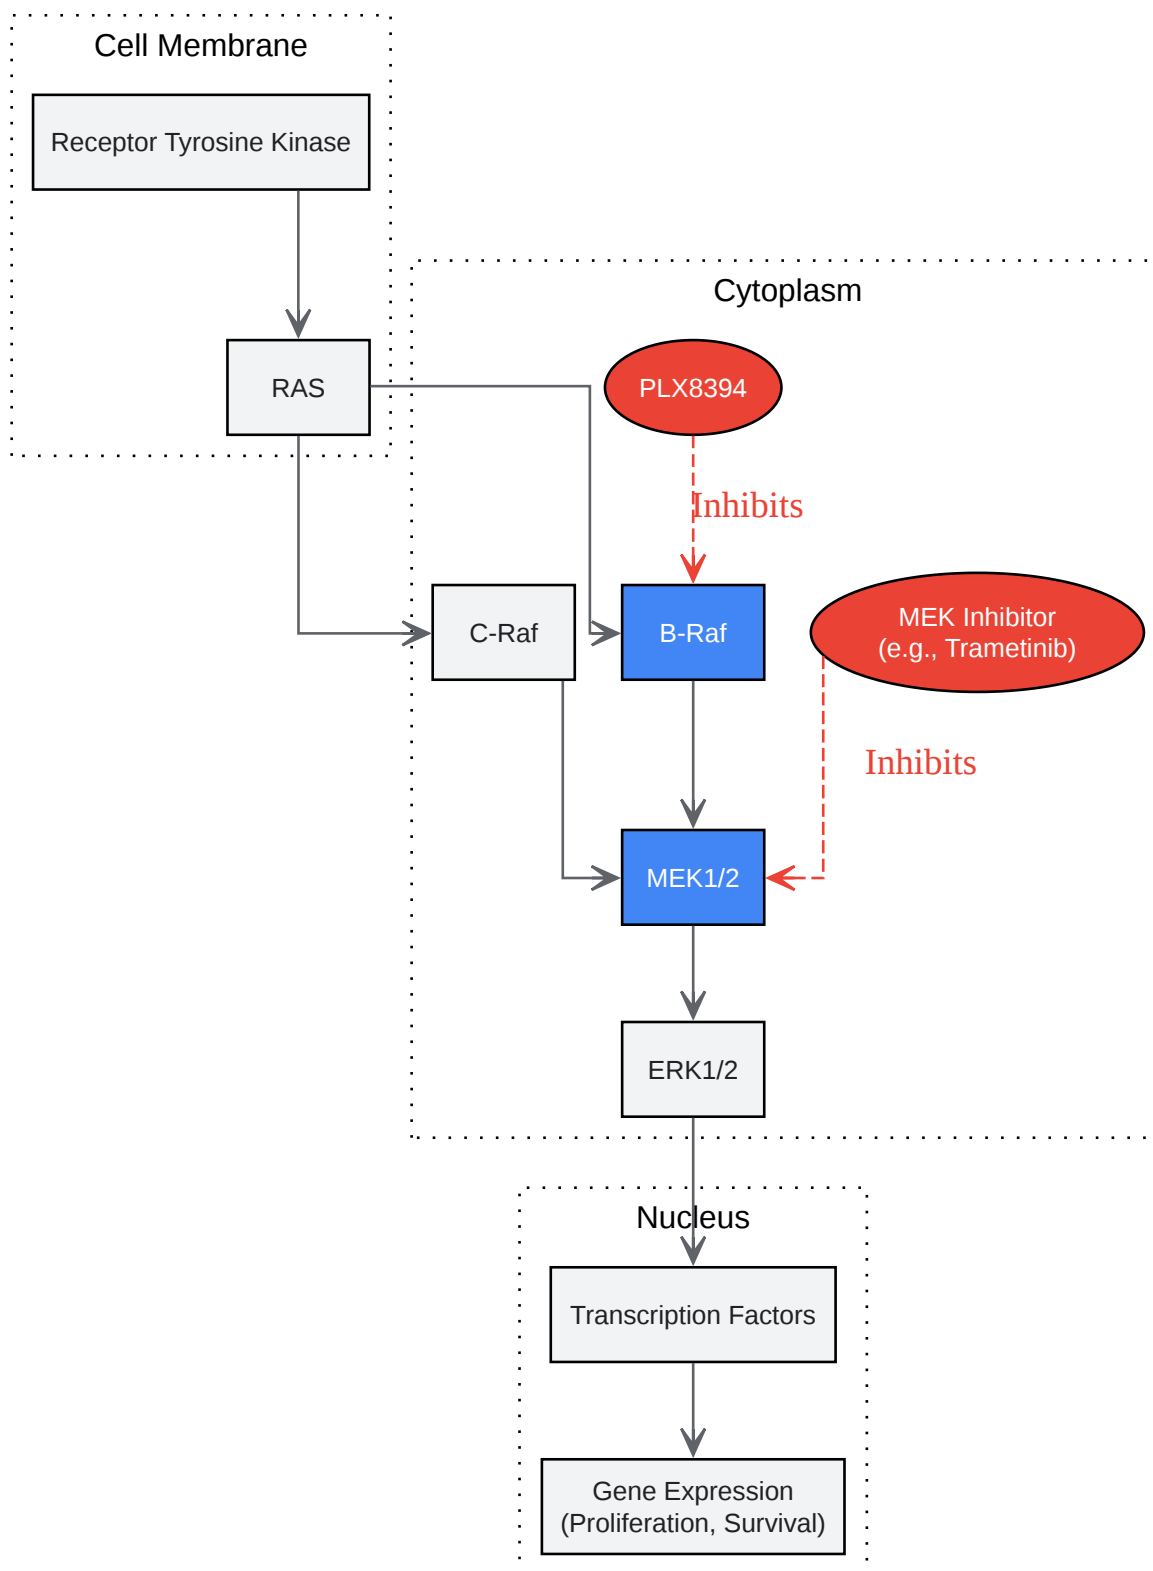 Cell Membrane
Receptor Tyrosine Kinase
Cytoplasm
RAS
PLX8394
Inhibits
C-Raf
B-Raf
MEK Inhibitor
(e.g., Trametinib)
Inhibits
MEK1/2
ERK1/2
Nucleus
Transcription Factors
Gene Expression
(Proliferation, Survival)